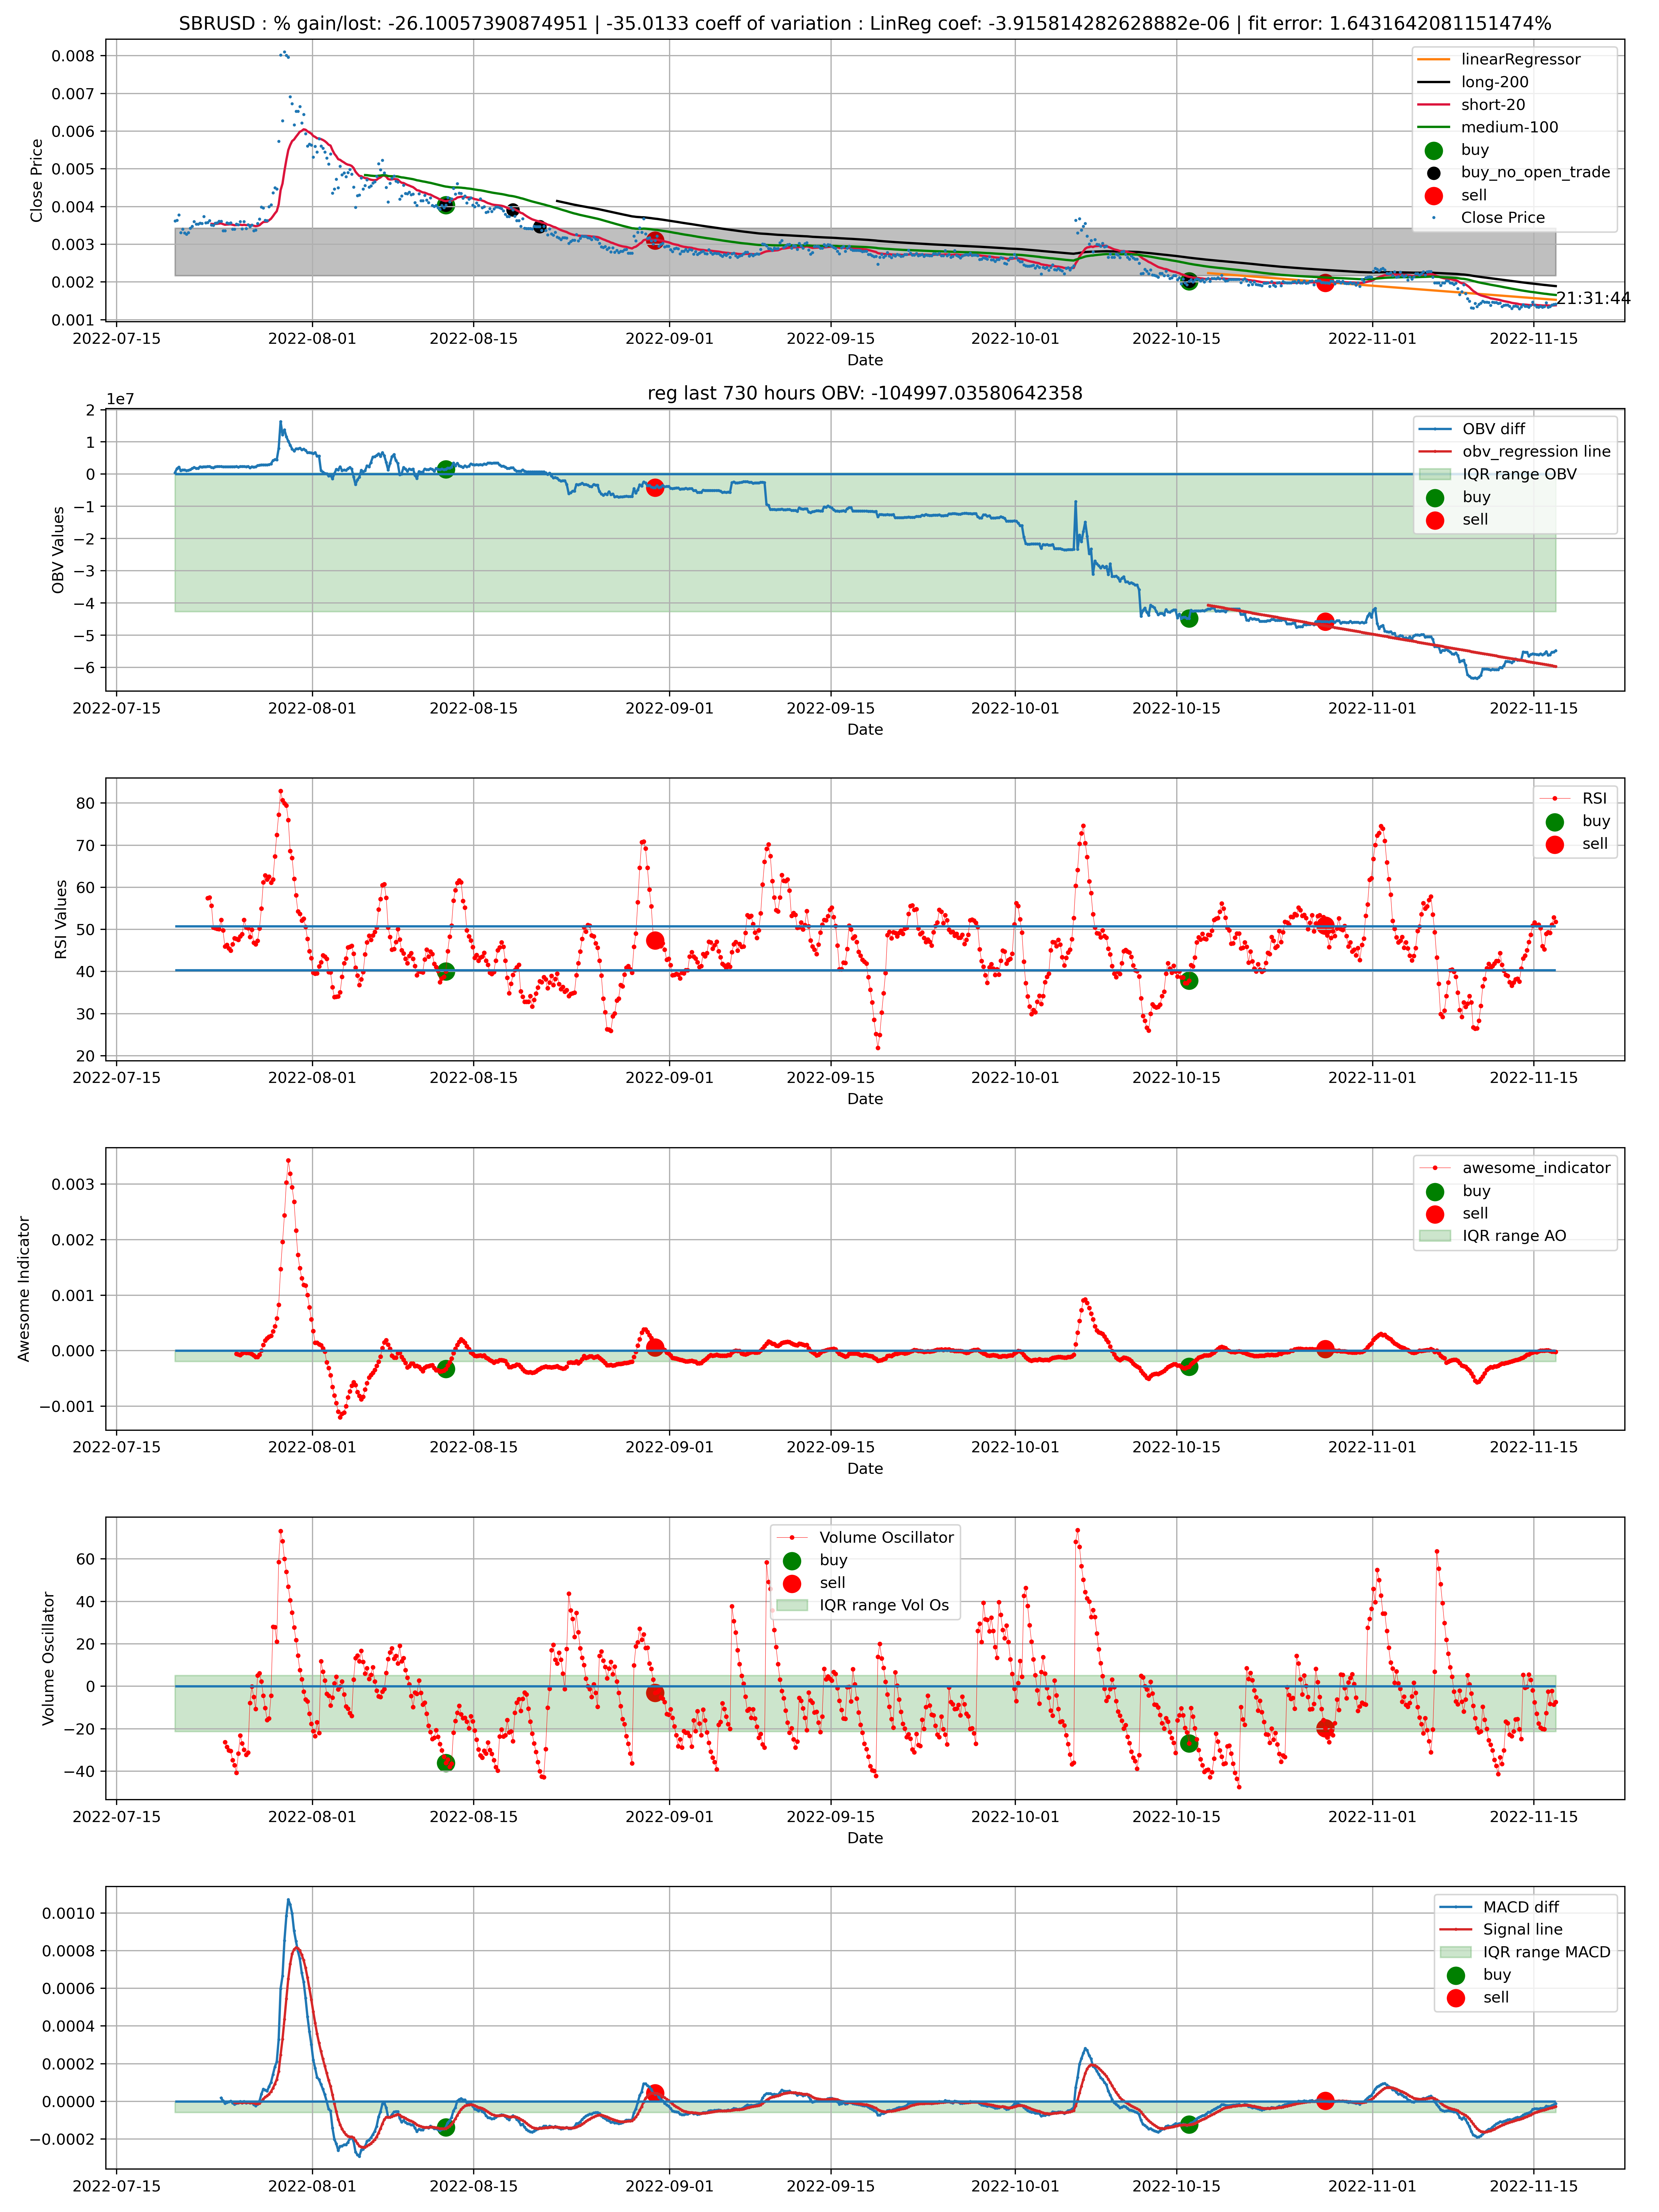 SBRUSD : % gain/lost: -26.10057390874951 | -35.0133 coeff of variation : LinReg coef: -3.915814282628882e-06 | fit error: 1.6431642081151474%
0.008
0.007
0.006
0.005
0.004
0.003
0.002
0.001
Close Price
linearRegressor
long-200
short-20
medium-100
buy
buy_no_open_trade
sell
Close Price
21:31:44
2022-07-15 2022-08-01 2022-08-15 2022-09-01 2022-09-15 2022-10-01 2022-10-15 2022-11-01 2022-11-15
Date
reg last 730 hours OBV: -104997.03580642358
1e7
2
1
0
−1
−2
−3
−4
−5
−6
OBV Values
OBV diff
obv_regression line
IQR range OBV
buy
sell
2022-07-15 2022-08-01 2022-08-15 2022-09-01 2022-09-15 2022-10-01 2022-10-15 2022-11-01 2022-11-15
Date
80
70
60
50
40
30
20
RSI Values
RSI
buy
sell
2022-07-15 2022-08-01 2022-08-15 2022-09-01 2022-09-15 2022-10-01 2022-10-15 2022-11-01 2022-11-15
Date
0.003
0.002
0.001
0.000
−0.001
Awesome Indicator
awesome_indicator
buy
sell
IQR range AO
2022-07-15 2022-08-01 2022-08-15 2022-09-01 2022-09-15 2022-10-01 2022-10-15 2022-11-01 2022-11-15
Date
60
40
20
0
−20
−40
Volume Oscillator
Volume Oscillator
buy
sell
IQR range Vol Os
2022-07-15 2022-08-01 2022-08-15 2022-09-01 2022-09-15 2022-10-01 2022-10-15 2022-11-01 2022-11-15
Date
0.0010
0.0008
0.0006
0.0004
0.0002
0.0000
−0.0002
MACD diff
Signal line
IQR range MACD
buy
sell
2022-07-15 2022-08-01 2022-08-15 2022-09-01 2022-09-15 2022-10-01 2022-10-15 2022-11-01 2022-11-15